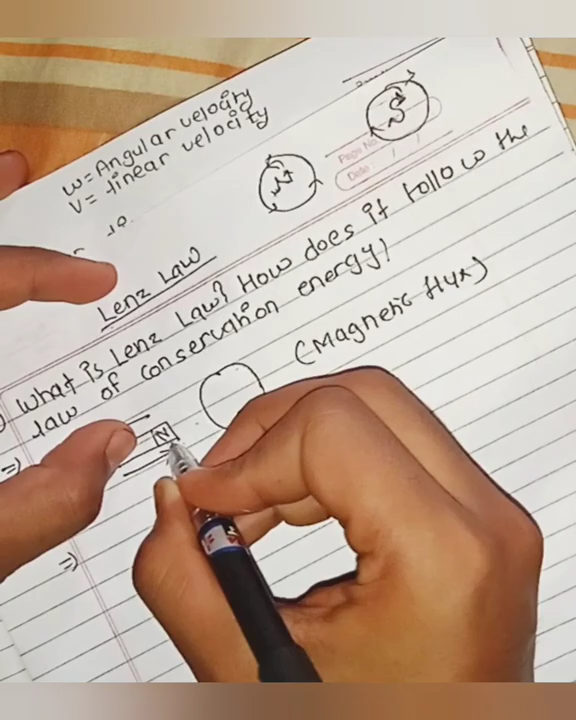 w = Angular velocity
V = linear velocity
Page No.
Date : / /
Lenz Law
What is Lenz Law? How does it follow the
law of conservation energy?
(Magnetic flux)
=)
N
=)